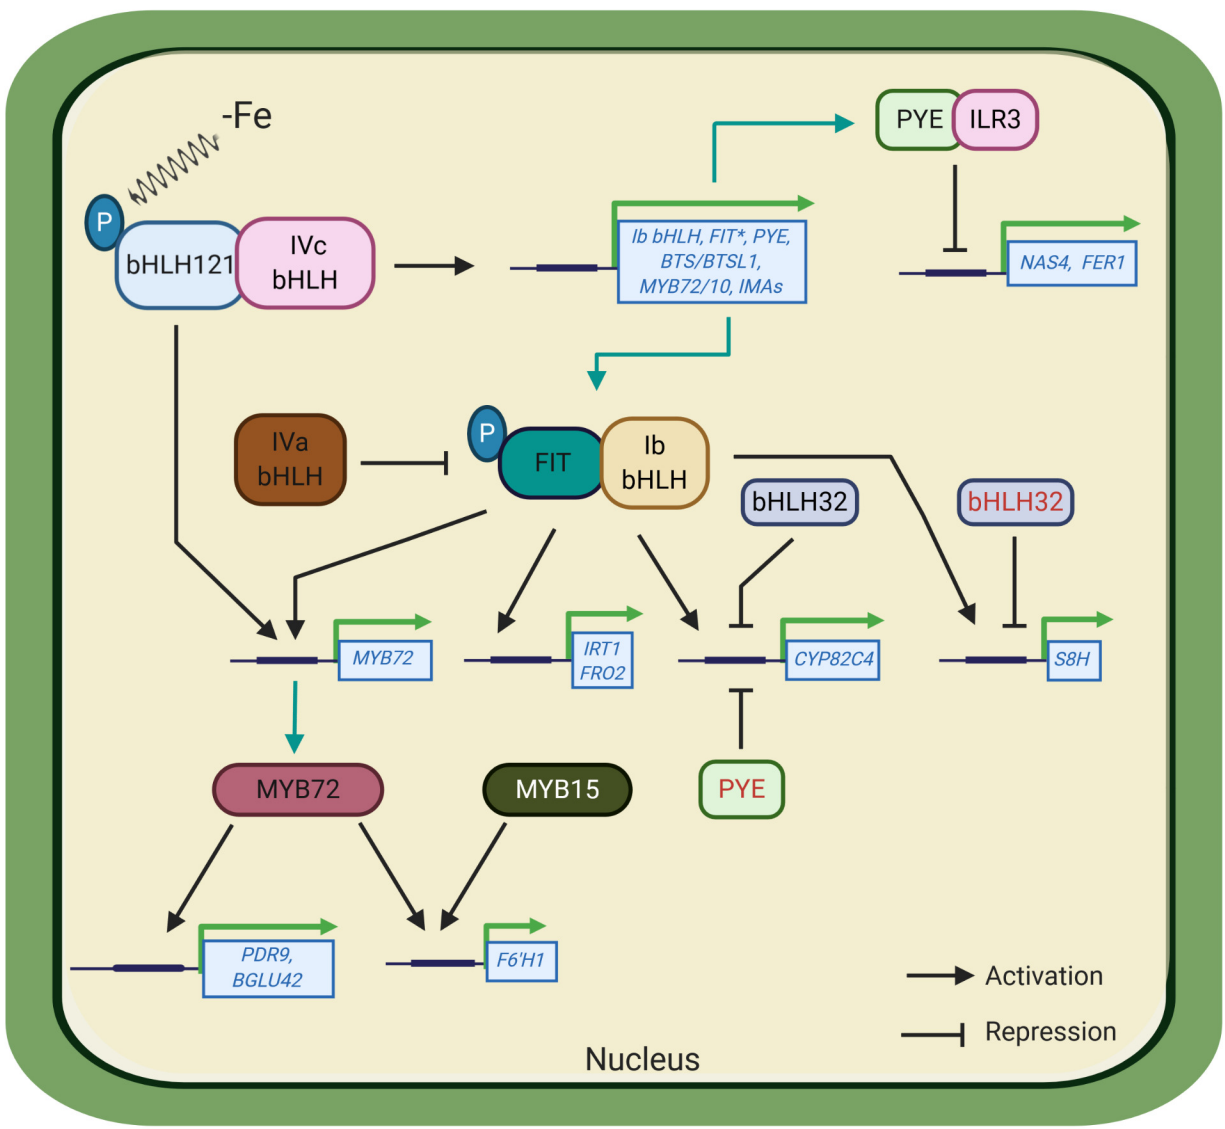 -Fe
PYE
ILR3
P
bHLH121
IVc
bHLH
Ib bHLH, FIT*, PYE,
BTS/BTSL1,
MYB72/10, IMAs
NAS4, FER1
IVa
bHLH
P
FIT
Ib
bHLH
bHLH32
bHLH32
MYB72
IRT1
FRO2
CYP82C4
S8H
MYB72
MYB15
PYE
PDR9,
BGLU42
F6'H1
Activation
Repression
Nucleus